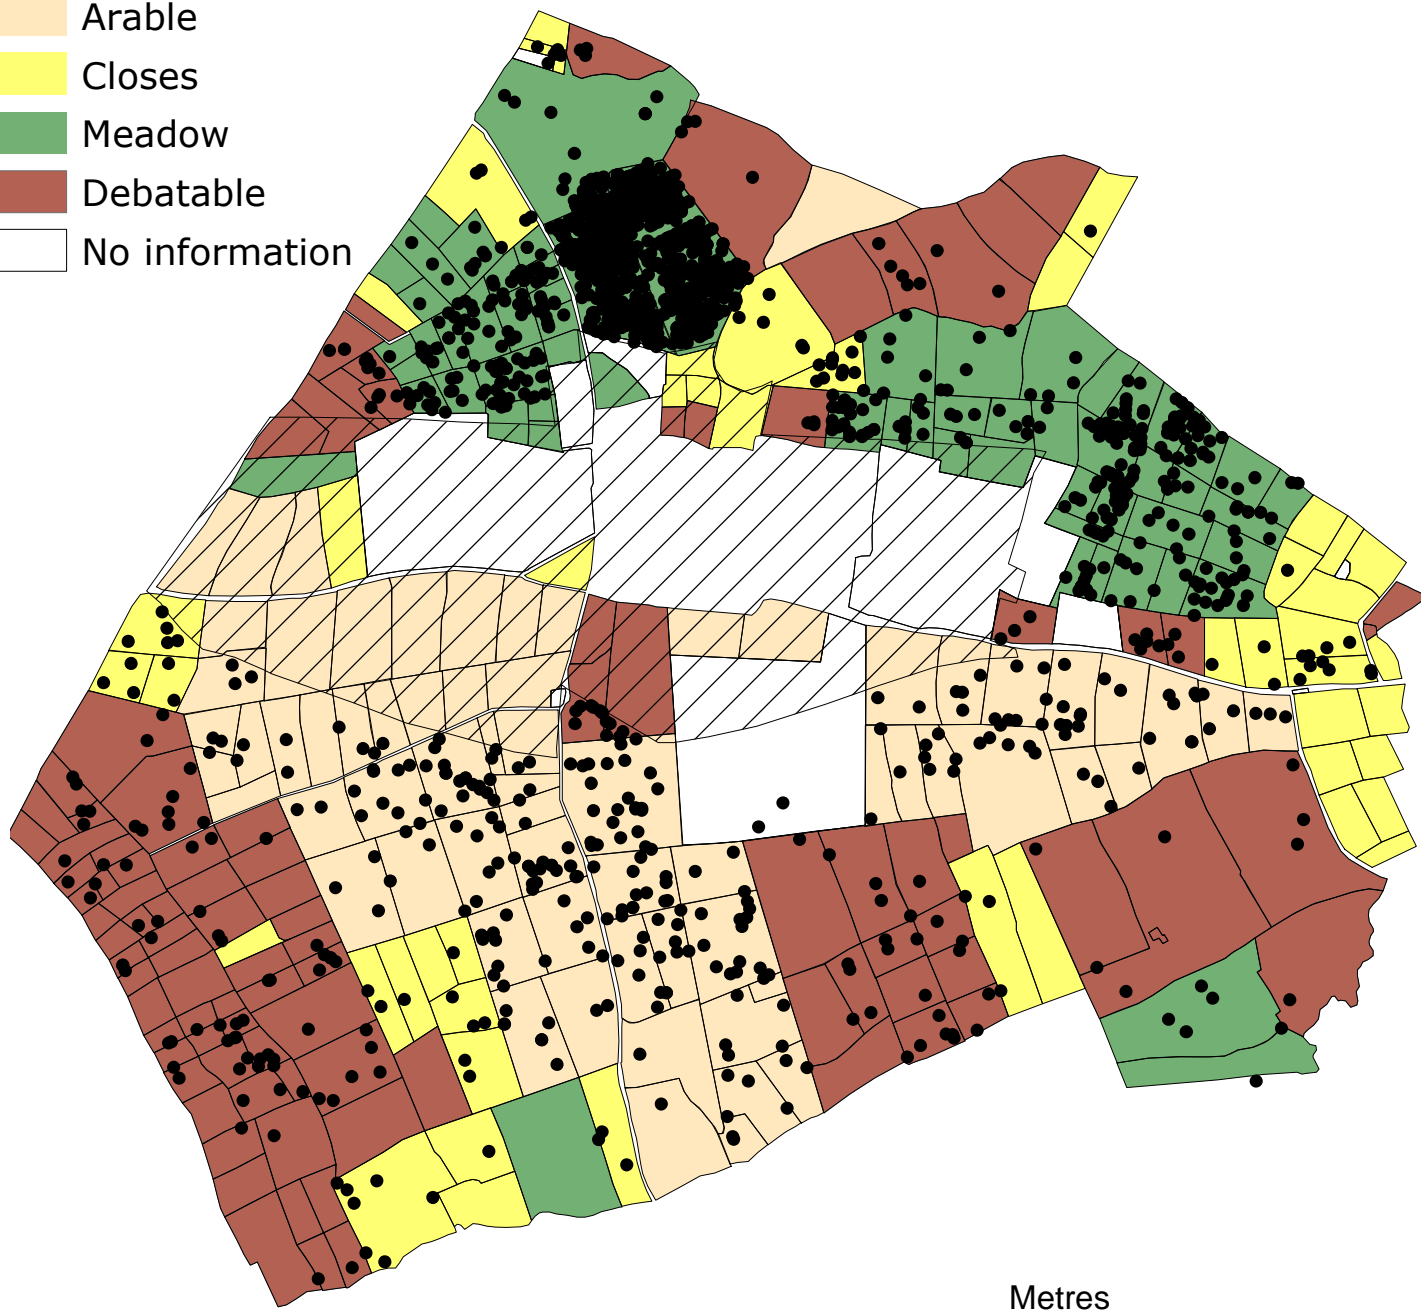 Arable
Closes
Meadow
Debatable
No information
Metres